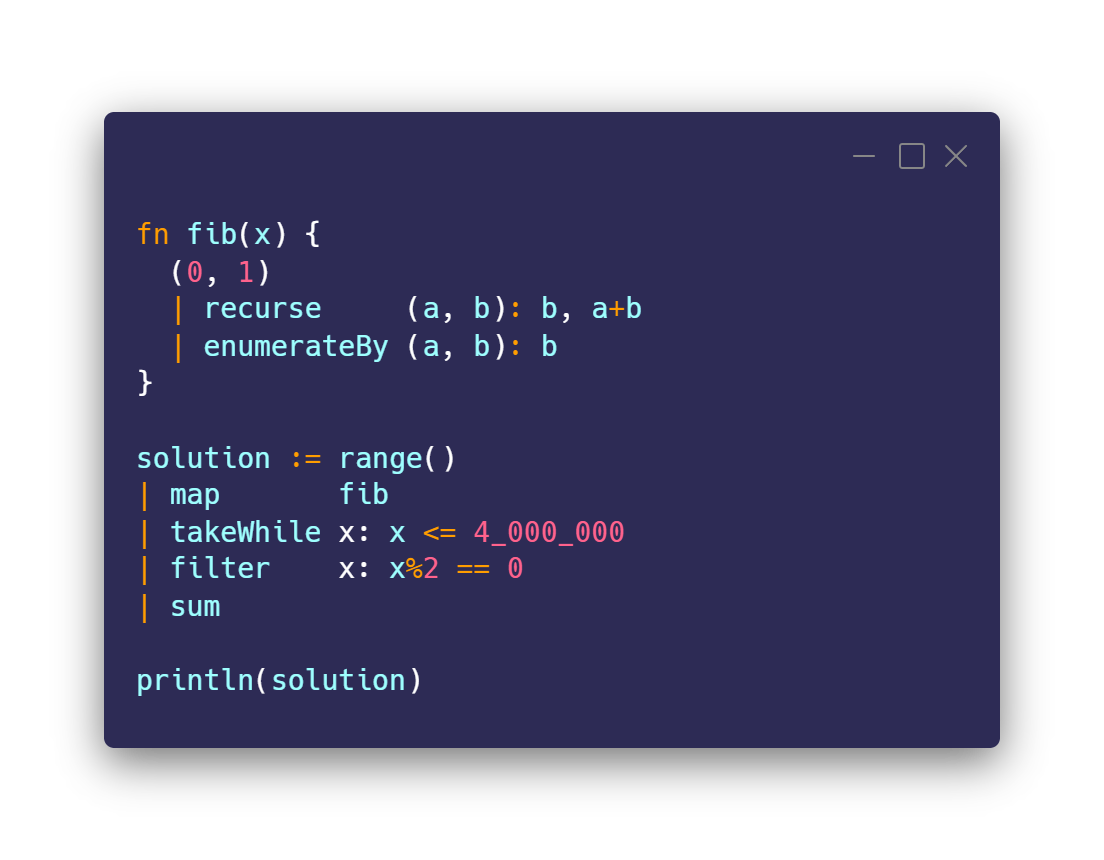 fn fib(x) {
  (0, 1)
  | recurse     (a, b): b, a+b
  | enumerateBy (a, b): b
}

solution := range()
| map       fib
| takeWhile x: x <= 4_000_000
| filter    x: x%2 == 0
| sum

println(solution)